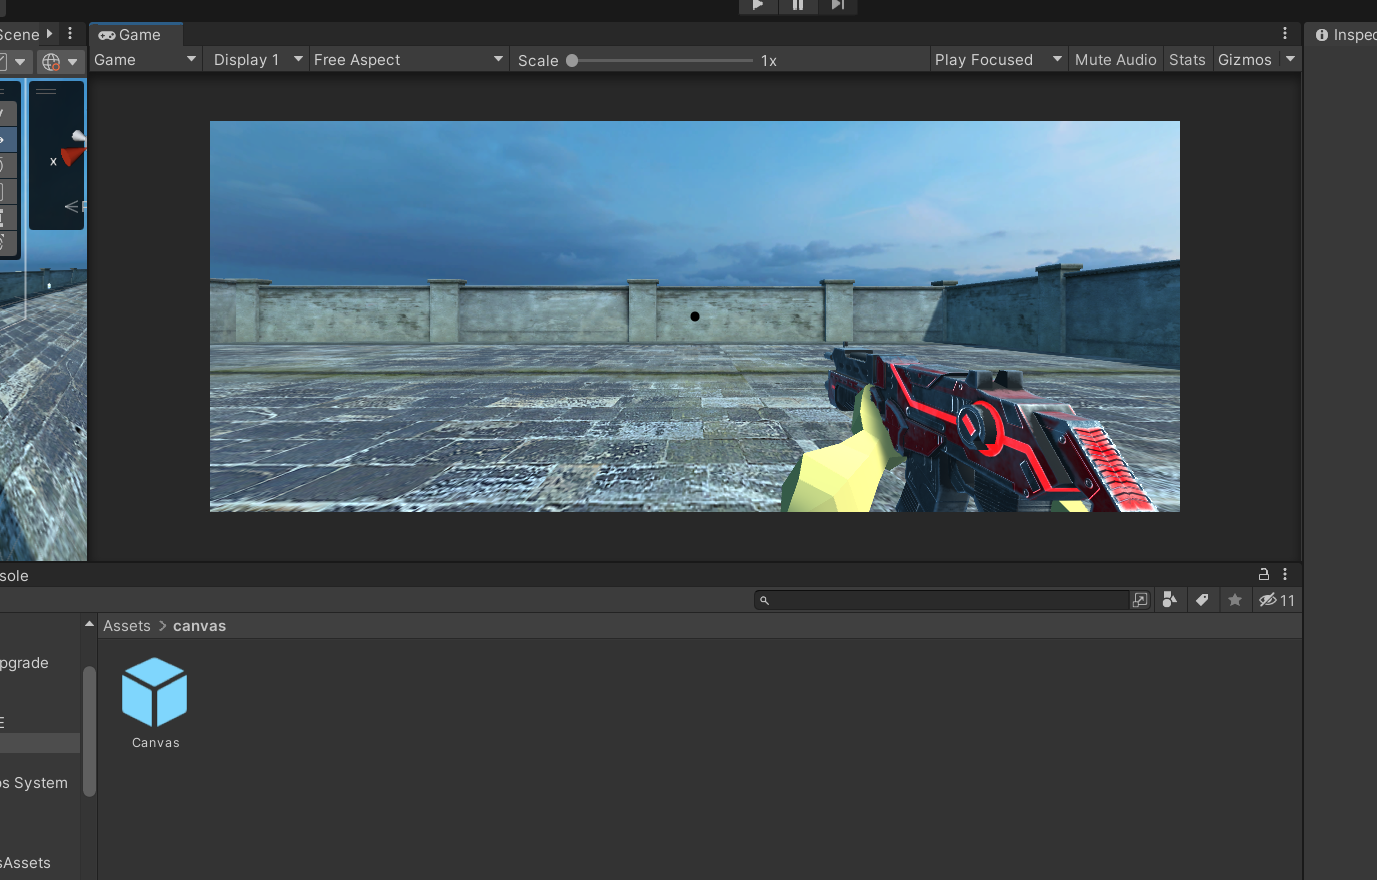 Scene
Game
Inspec
Game
Display 1
Free Aspect
Scale
1x
Play Focused
Mute Audio
Stats
Gizmos
x
sole
11
Assets > canvas
pgrade
E
ps System
sAssets
Canvas